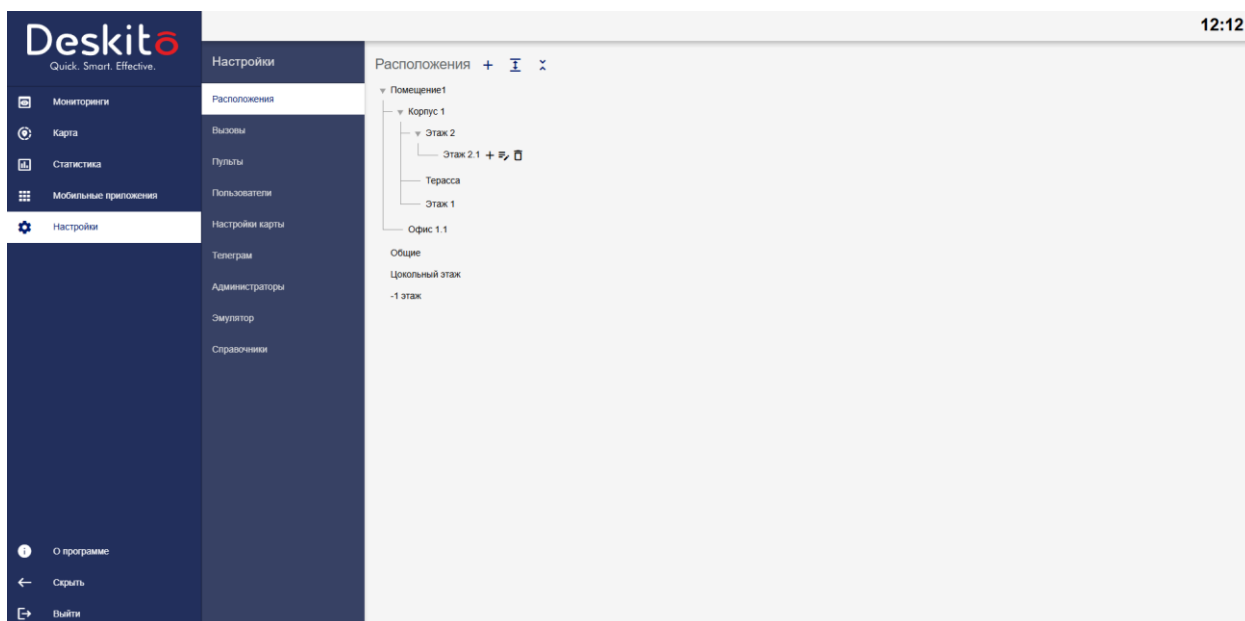 12:12
Deskito
Quick. Smart. Effective.
Мониторинги
Карта
Статистика
Мобильные приложения
Настройки
О программе
Скрыть
Выйти
Настройки
Расположения
Вызовы
Пульты
Пользователи
Настройки карты
Телеграм
Администраторы
Эмулятор
Справочники
Расположения
Помещение1
Корпус 1
Этаж 2
Этаж 2.1
Терасса
Этаж 1
Офис 1.1
Общие
Цокольный этаж
-1 этаж